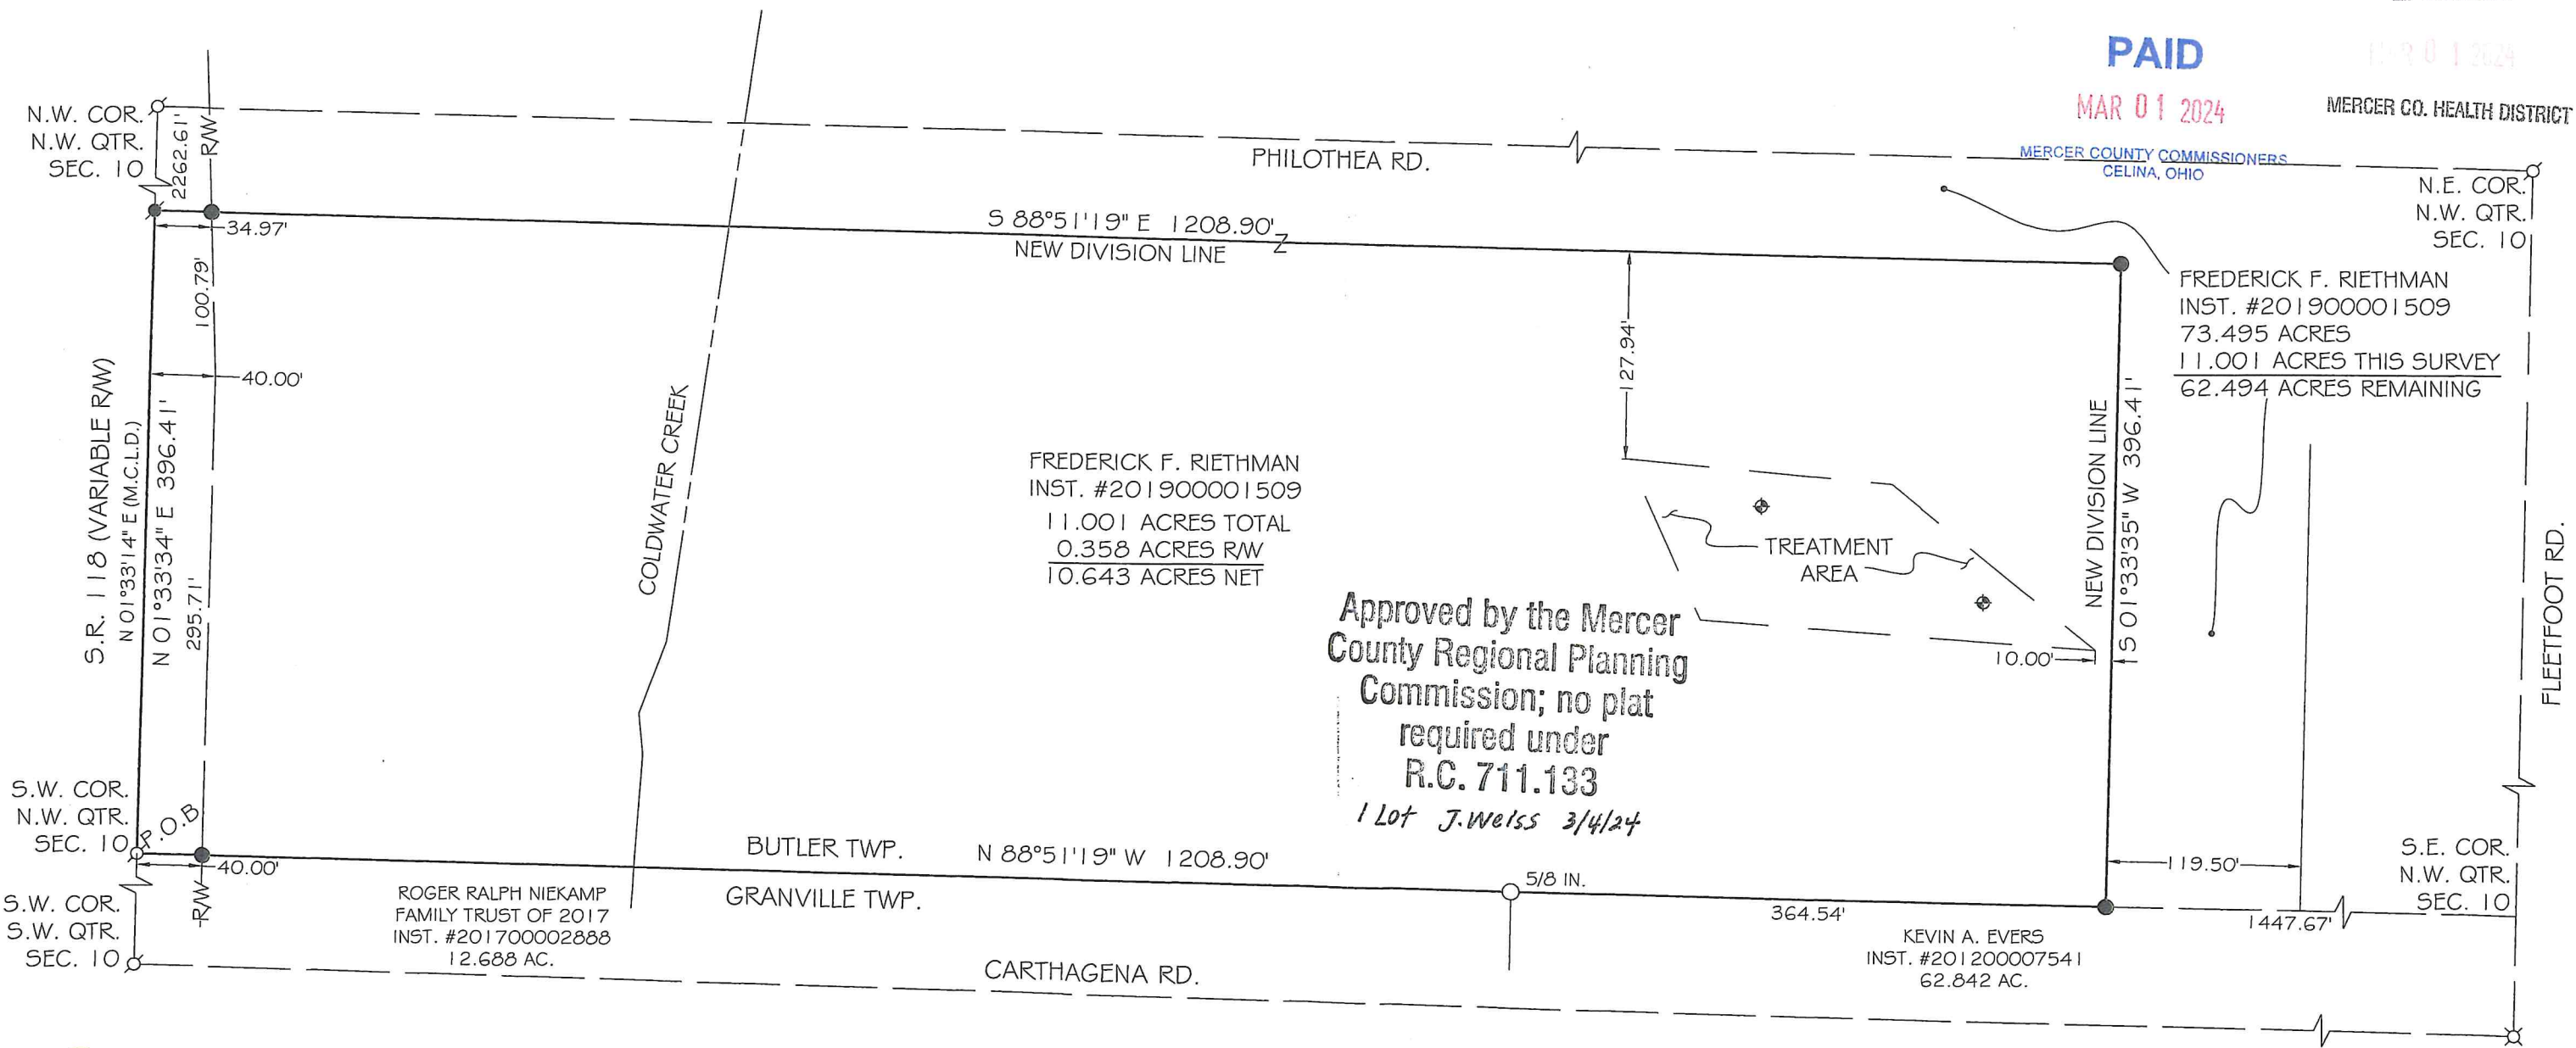 PAID
MAR 01 2024
MERCER COUNTY COMMISSIONERS
CELINA, OHIO
MERCER CO. HEALTH DISTRICT
N.W. COR.
N.W. QTR.
SEC. 10
2262.61'
R/W
PHILOTHEA RD.
N.E. COR.
N.W. QTR.
SEC. 10
34.97'
S 88°51'19" E 1208.90'
NEW DIVISION LINE
Z
100.79'
40.00'
127.94'
FREDERICK F. RIETHMAN
INST. #201900001509
73.495 ACRES
11.001 ACRES THIS SURVEY
62.494 ACRES REMAINING
S.R. 118 (VARIABLE R/W)
N 01°33'14" E (M.C.L.D.)
N 01°33'34" E 396.41'
295.71'
COLDWATER CREEK
FREDERICK F. RIETHMAN
INST. #201900001509
11.001 ACRES TOTAL
0.358 ACRES R/W
10.643 ACRES NET
TREATMENT
AREA
NEW DIVISION LINE
S 01°33'35" W 396.41'
10.00'
FLEETFOOT RD.
Approved by the Mercer
County Regional Planning
Commission; no plat
required under
R.C. 711.133
1 Lot J. Weiss 3/4/24
S.W. COR.
N.W. QTR.
SEC. 10
P.O.B
40.00'
R/W
BUTLER TWP.
N 88°51'19" W 1208.90'
GRANVILLE TWP.
5/8 IN.
364.54'
119.50'
1447.67'
S.E. COR.
N.W. QTR.
SEC. 10
S.W. COR.
S.W. QTR.
SEC. 10
ROGER RALPH NIEKAMP
FAMILY TRUST OF 2017
INST. #201700002888
12.688 AC.
KEVIN A. EVERS
INST. #201200007541
62.842 AC.
CARTHAGENA RD.